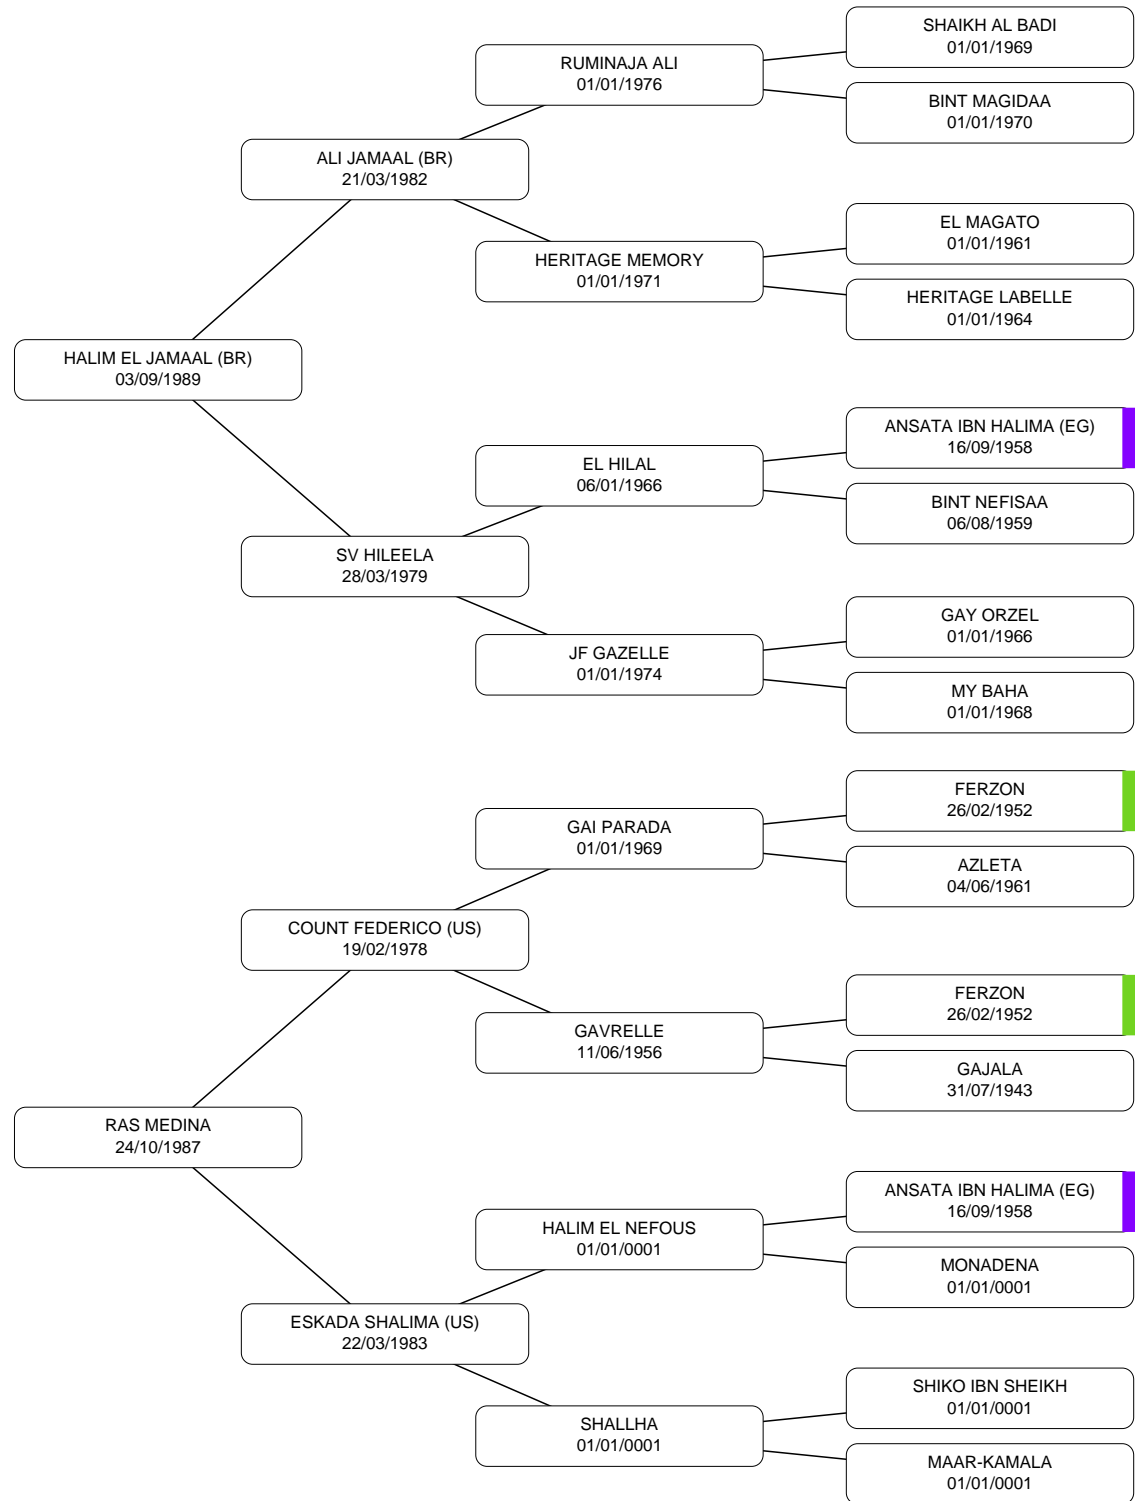 SHAIKH AL BADI
01/01/1969
RUMINAJA ALI
01/01/1976
BINT MAGIDAA
01/01/1970
ALI JAMAAL (BR)
21/03/1982
EL MAGATO
01/01/1961
HERITAGE MEMORY
01/01/1971
HERITAGE LABELLE
01/01/1964
HALIM EL JAMAAL (BR)
03/09/1989
ANSATA IBN HALIMA (EG)
16/09/1958
EL HILAL
06/01/1966
BINT NEFISAA
06/08/1959
SV HILEELA
28/03/1979
GAY ORZEL
01/01/1966
JF GAZELLE
01/01/1974
MY BAHA
01/01/1968
FERZON
26/02/1952
GAI PARADA
01/01/1969
AZLETA
04/06/1961
COUNT FEDERICO (US)
19/02/1978
FERZON
26/02/1952
GAVRELLE
11/06/1956
GAJALA
31/07/1943
RAS MEDINA
24/10/1987
ANSATA IBN HALIMA (EG)
16/09/1958
HALIM EL NEFOUS
01/01/0001
MONADENA
01/01/0001
ESKADA SHALIMA (US)
22/03/1983
SHIKO IBN SHEIKH
01/01/0001
SHALLHA
01/01/0001
MAAR-KAMALA
01/01/0001